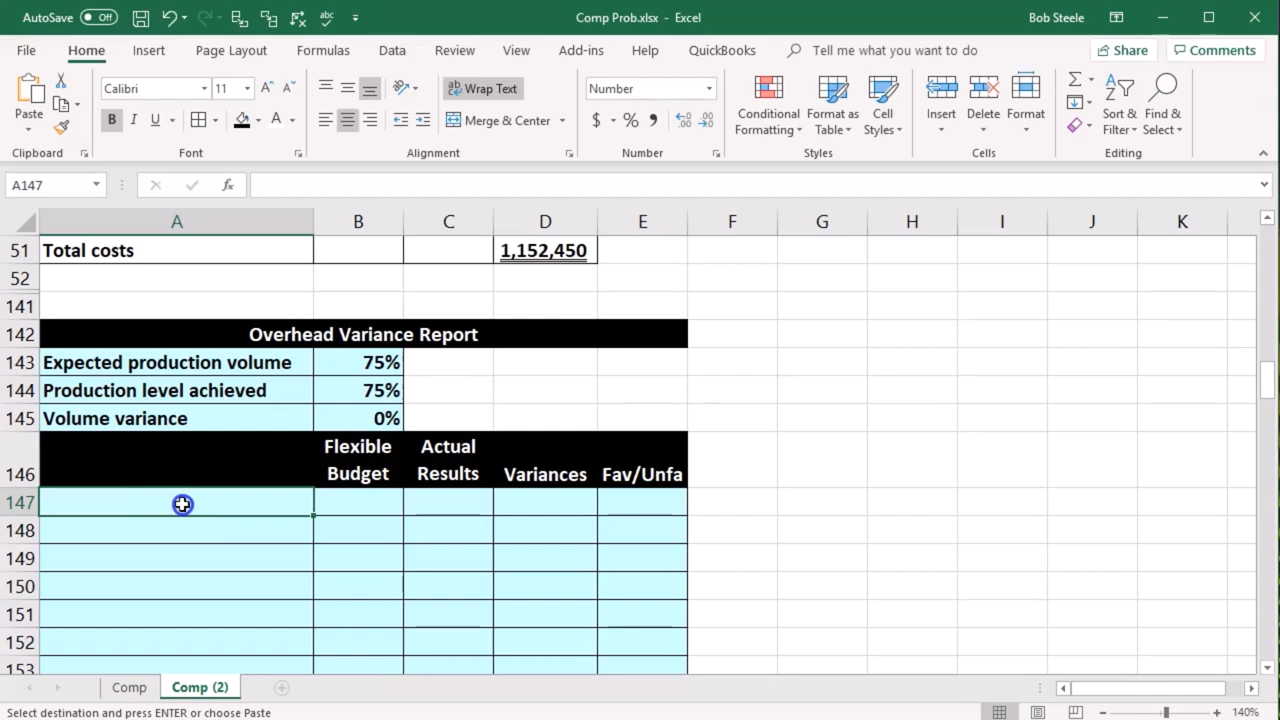 AutoSave Off
Comp Prob.xlsx - Excel
Bob Steele
File Home Insert Page Layout Formulas Data Review View Add-ins Help QuickBooks Tell me what you want to do Share Comments
Paste
Calibri 11
B I U
ab Wrap Text
Merge & Center
Number
$ %
Conditional Formatting
Format as Table
Cell Styles
Insert
Delete
Format
Sort & Filter
Find & Select
Clipboard Font Alignment Number Styles Cells Editing
A147 fx
A B C D E F G H I J K
51 Total costs 1,152,450
52
141
142 Overhead Variance Report
143 Expected production volume 75%
144 Production level achieved 75%
145 Volume variance 0%
Flexible Actual
146 Budget Results Variances Fav/Unfa
147
148
149
150
151
152
153
Comp Comp (2)
Select destination and press ENTER or choose Paste
140%